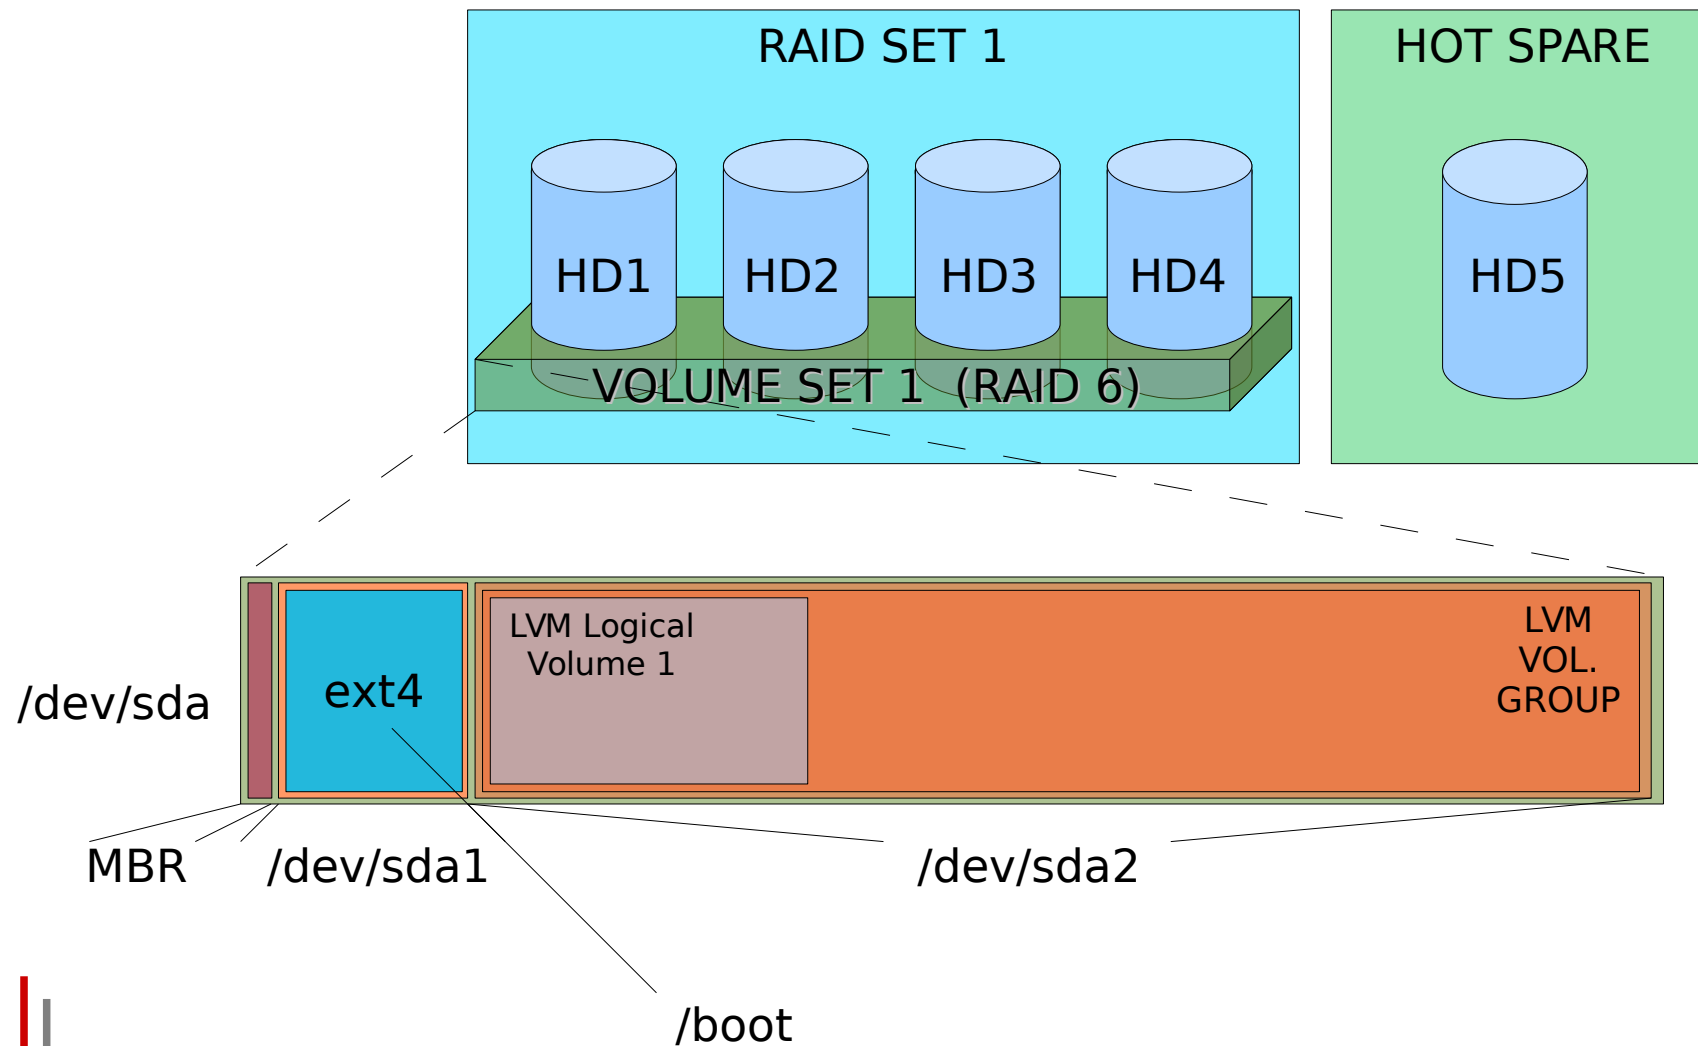 RAID SET 1
HOT SPARE
HD1
HD2
HD3
HD4
HD5
VOLUME SET 1 (RAID 6)
LVM Logical
Volume 1
LVM
VOL.
GROUP
ext4
/dev/sda
MBR
/dev/sda1
/dev/sda2
/boot